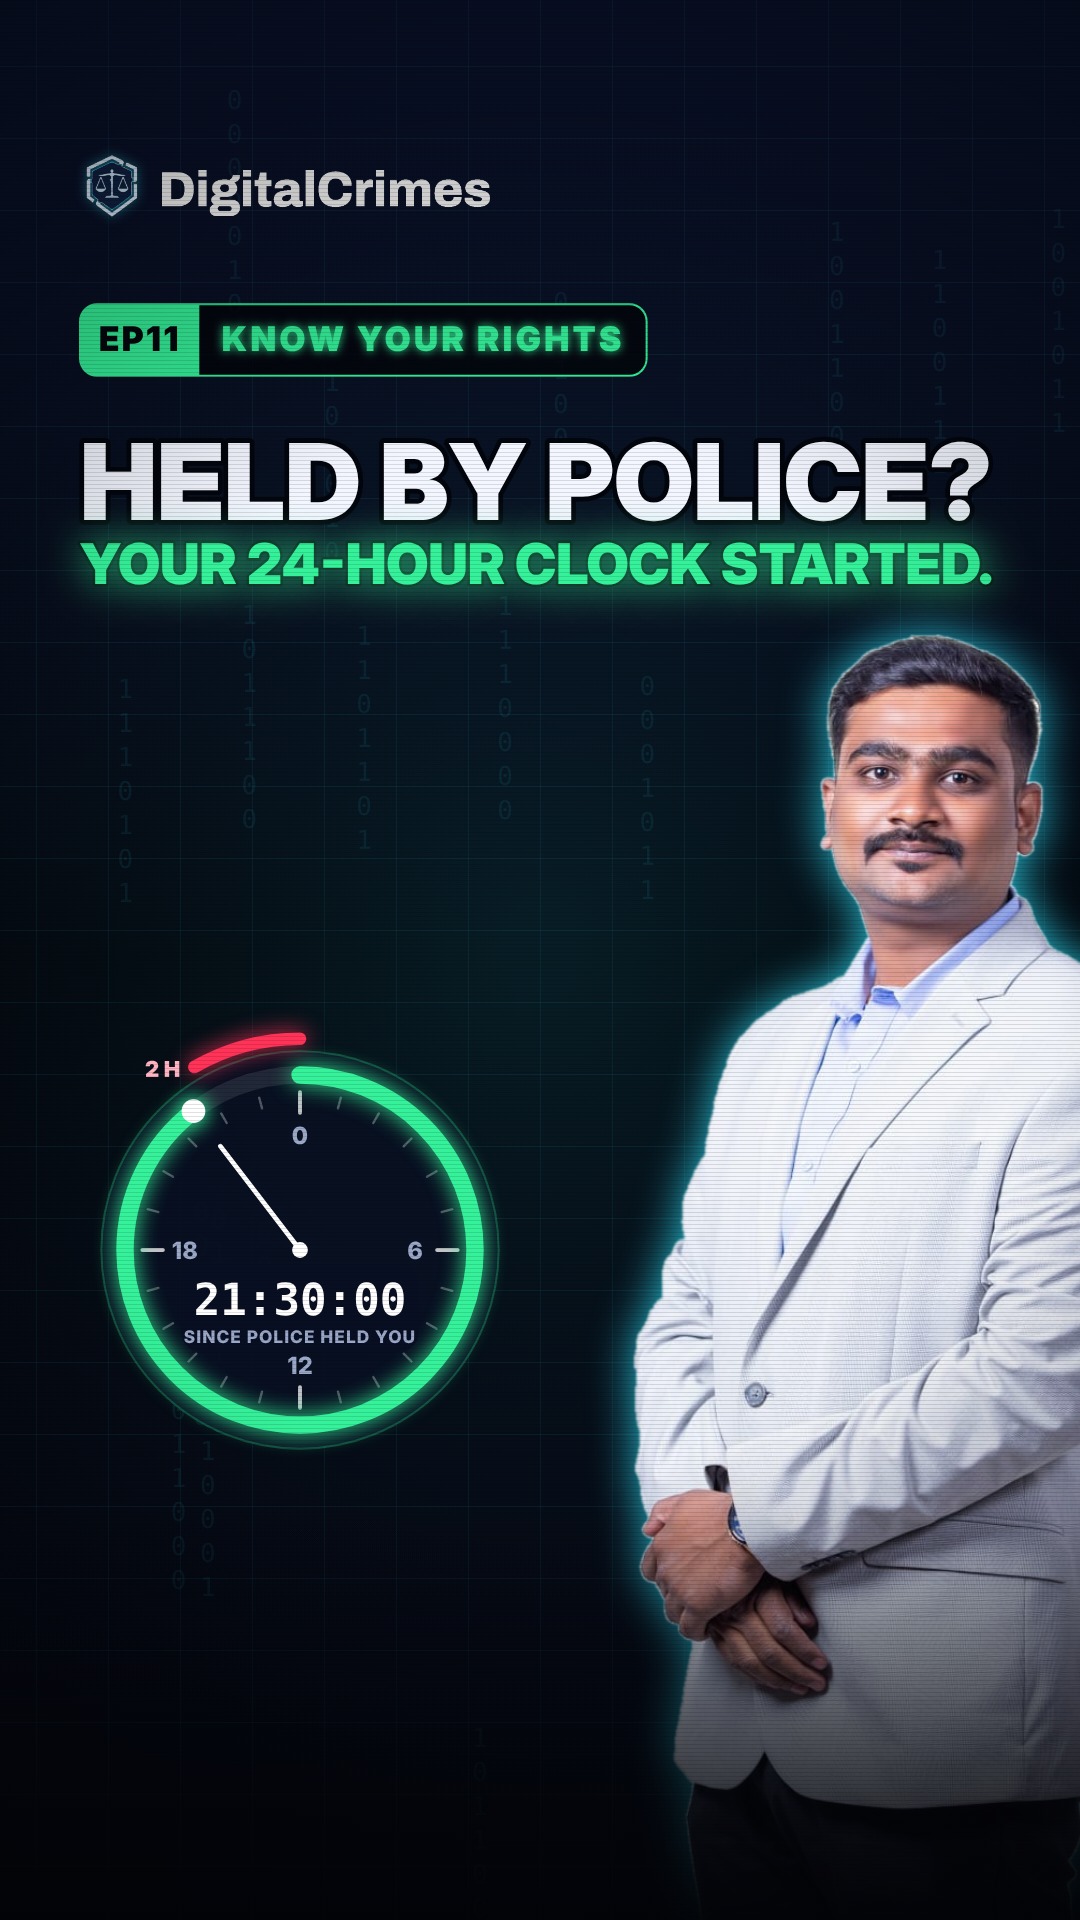 DigitalCrimes
EP11 KNOW YOUR RIGHTS
HELD BY POLICE?
YOUR 24-HOUR CLOCK STARTED.
2H
0
18
6
21:30:00
SINCE POLICE HELD YOU
12